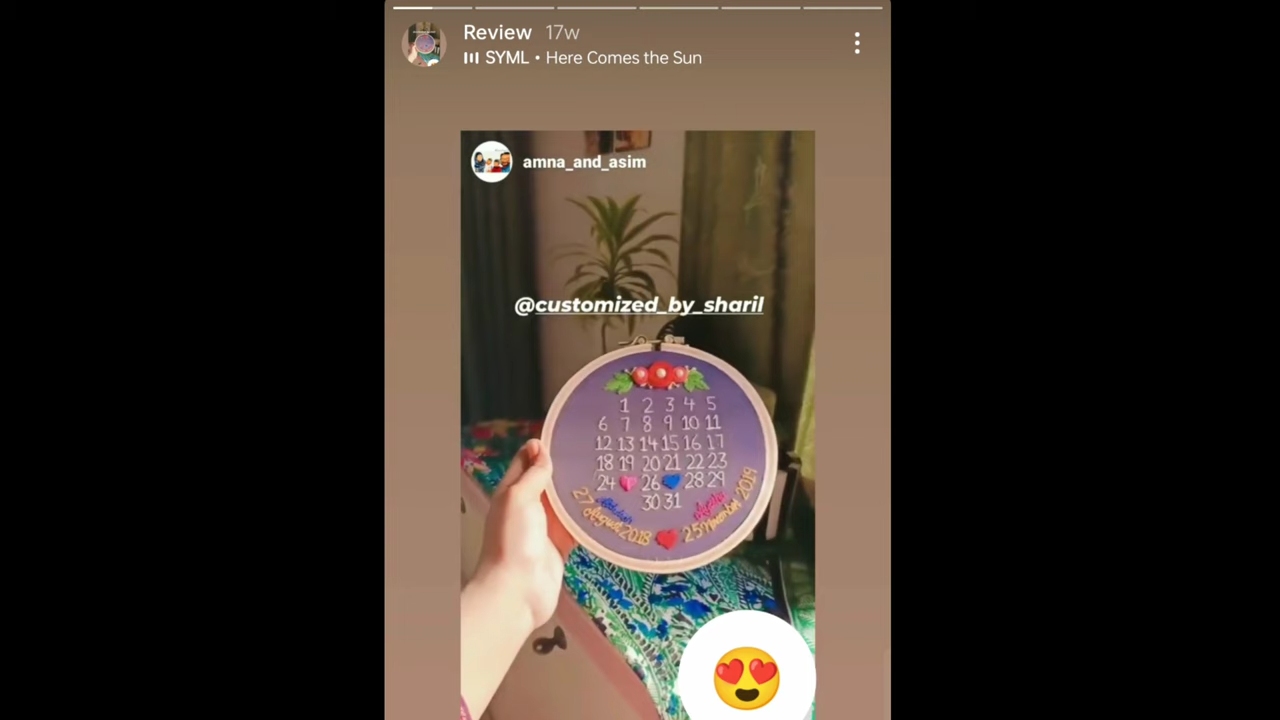 Review 17w
SYML • Here Comes the Sun
amna_and_asim
@customized_by_sharil
1 2 3 4 5
6 7 8 9 10 11
12 13 14 15 16 17
18 19 20 21 22 23
24 26 28 29
30 31
27 August 2018
25 November 2019